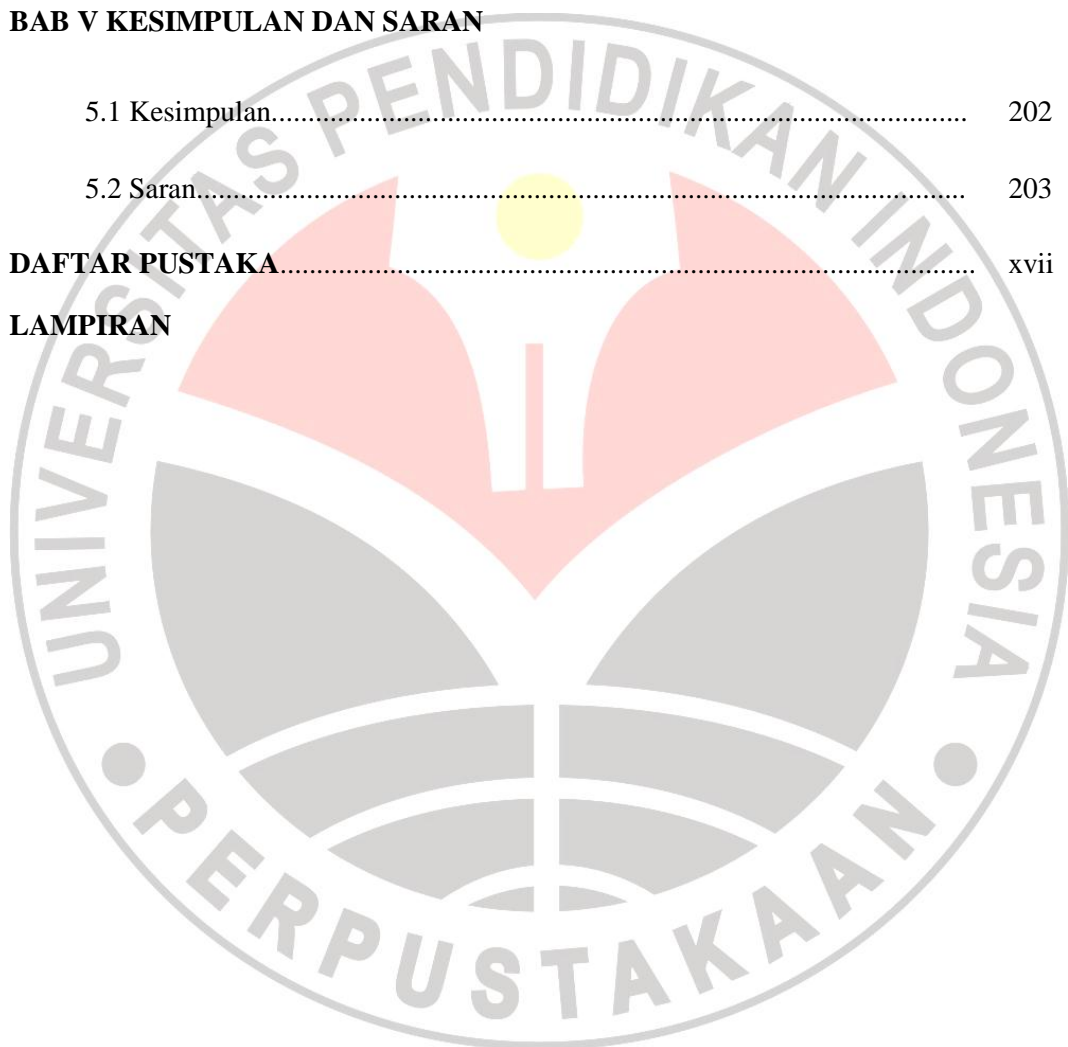 BAB V KESIMPULAN DAN SARAN
5.1 Kesimpulan.................................................................................... 202
5.2 Saran............................................................................................. 203
DAFTAR PUSTAKA.................................................................................... xvii
LAMPIRAN
UNIVERSITAS PENDIDIKAN INDONESIA
PERPUSTAKAAN